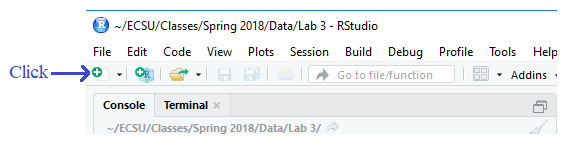 ~/ECSU/Classes/Spring 2018/Data/Lab 3 - RStudio
File Edit Code View Plots Session Build Debug Profile Tools Help
Click Go to file/function Addins
Console Terminal
~/ECSU/Classes/Spring 2018/Data/Lab 3/